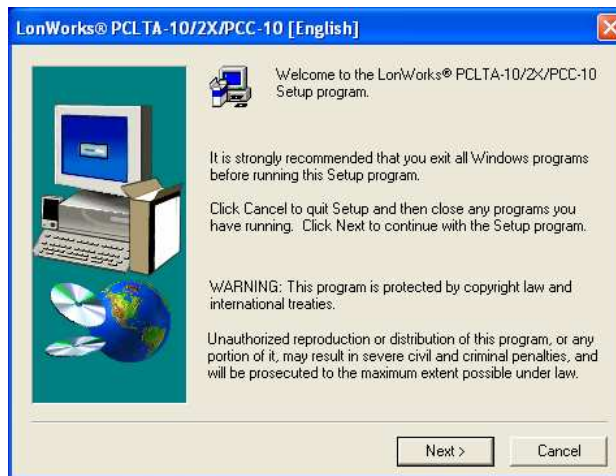 LonWorks® PCLTA-10/2X/PCC-10 [English]
Welcome to the LonWorks® PCLTA-10/2X/PCC-10
Setup program.
It is strongly recommended that you exit all Windows programs
before running this Setup program.
Click Cancel to quit Setup and then close any programs you
have running.  Click Next to continue with the Setup program.
WARNING: This program is protected by copyright law and
international treaties.
Unauthorized reproduction or distribution of this program, or any
portion of it, may result in severe civil and criminal penalties, and
will be prosecuted to the maximum extent possible under law.
Next >
Cancel